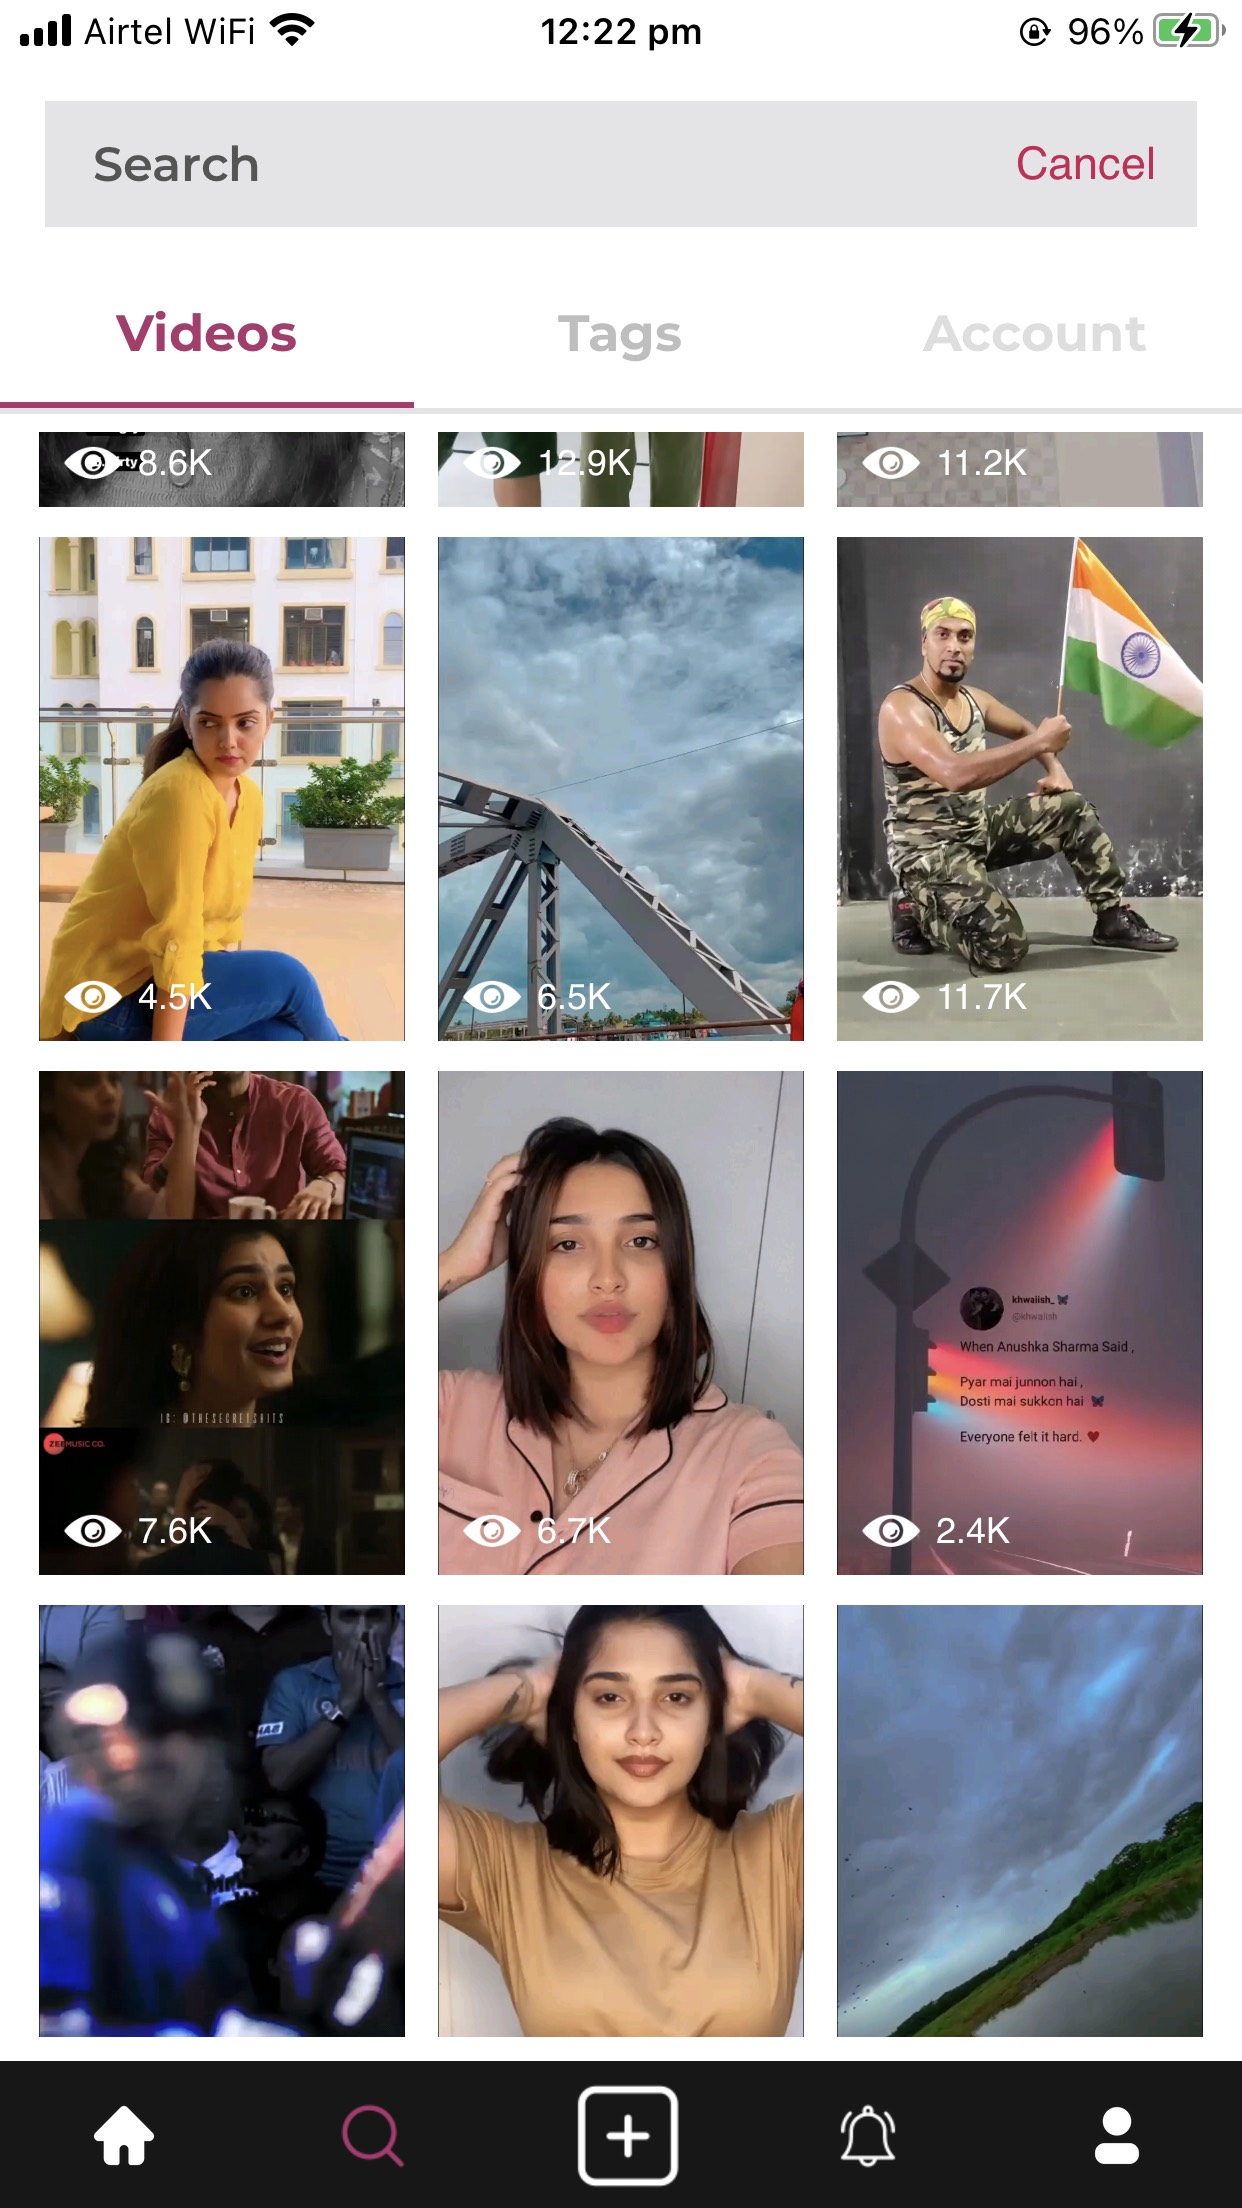 Airtel WiFi
12:22 pm
96%
Search
Cancel
Videos
Tags
Account
8.6K
12.9K
11.2K
4.5K
6.5K
11.7K
IG: @THESECRETSHITS
ZEE MUSIC CO.
7.6K
6.7K
khwaiish_ 🦋
@khwaiish
When Anushka Sharma Said ,
Pyar mai junnon hai ,
Dosti mai sukkon hai 🦋
Everyone felt it hard. ♥
2.4K